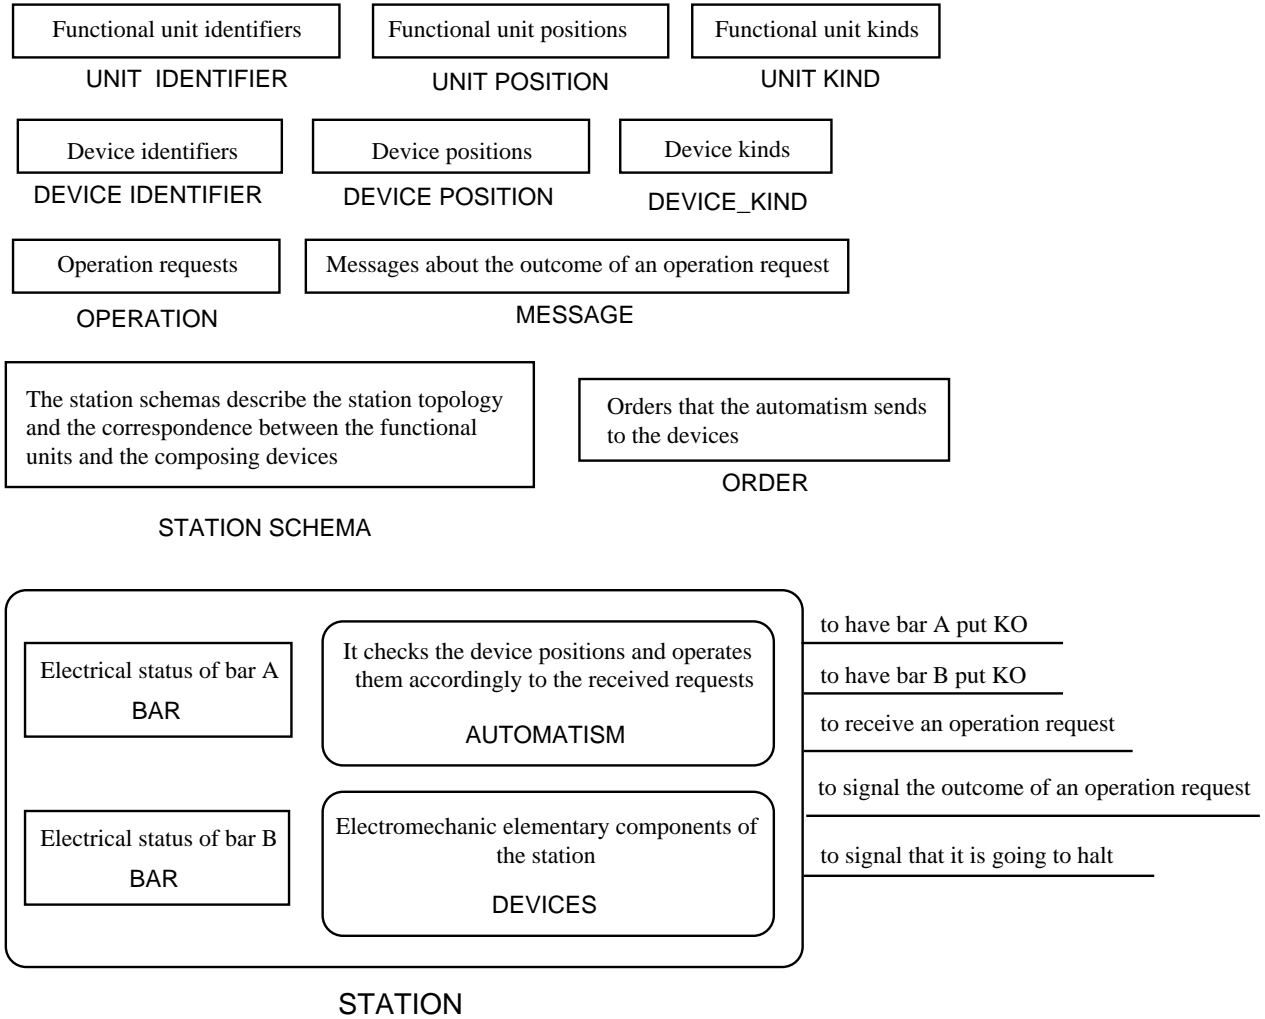 Functional unit identifiers
Functional unit positions
Functional unit kinds
UNIT IDENTIFIER
UNIT POSITION
UNIT KIND
Device identifiers
Device positions
Device kinds
DEVICE IDENTIFIER
DEVICE POSITION
DEVICE_KIND
Operation requests
Messages about the outcome of an operation request
OPERATION
MESSAGE
The station schemas describe the station topology
and the correspondence between the functional
units and the composing devices
STATION SCHEMA
Orders that the automatism sends
to the devices
ORDER
Electrical status of bar A
BAR
It checks the device positions and operates
them accordingly to the received requests
AUTOMATISM
Electrical status of bar B
BAR
Electromechanic elementary components of
the station
DEVICES
to have bar A put KO
to have bar B put KO
to receive an operation request
to signal the outcome of an operation request
to signal that it is going to halt
STATION